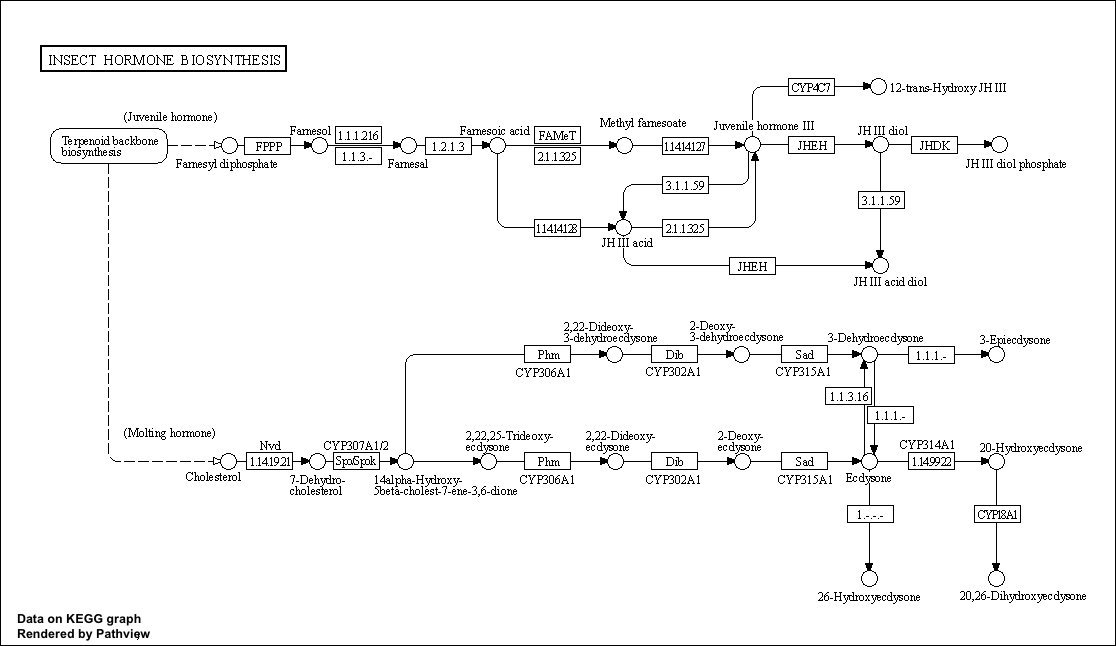 INSECT HORMONE BIOSYNTHESIS
CYP4C7
12-trans-Hydroxy JH III
(Juvenile hormone)
Terpenoid backbone
biosynthesis
Farnesyl diphosphate
FPPP
Farnesol
1.1.1.216
1.1.3.-
Farnesal
1.2.1.3
Farnesoic acid
FAMeT
2.1.1.325
Methyl farnesoate
1.14.14.127
Juvenile hormone III
JHEH
JH III diol
JHDK
JH III diol phosphate
3.1.1.59
3.1.1.59
1.14.14.128
JH III acid
2.1.1.325
JHEH
JH III acid diol
2,22-Dideoxy-
3-dehydroecdysone
2-Deoxy-
3-dehydroecdysone
3-Dehydroecdysone
3-Epiecdysone
Phm
CYP306A1
Dib
CYP302A1
Sad
CYP315A1
1.1.1.-
1.1.3.16
1.1.1.-
(Molting hormone)
Cholesterol
Nvd
1.14.19.21
7-Dehydro-
cholesterol
CYP307A1/2
Spo/Spok
14alpha-Hydroxy-
5beta-cholest-7-ene-3,6-dione
2,22,25-Trideoxy-
ecdysone
Phm
CYP306A1
2,22-Dideoxy-
ecdysone
Dib
CYP302A1
2-Deoxy-
ecdysone
Sad
CYP315A1
Ecdysone
CYP314A1
1.14.99.22
20-Hydroxyecdysone
1.-.-.-
CYP18A1
26-Hydroxyecdysone
20,26-Dihydroxyecdysone
Data on KEGG graph
Rendered by Pathview